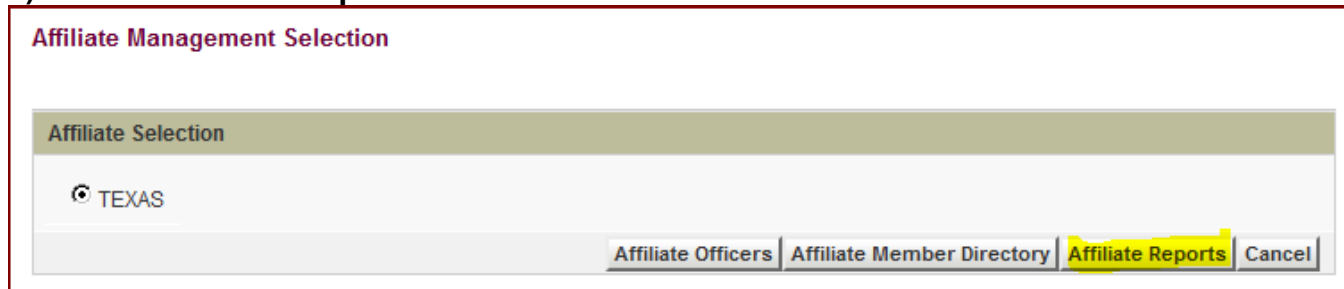 Affiliate Management Selection
Affiliate Selection
TEXAS
Affiliate Officers Affiliate Member Directory Affiliate Reports Cancel